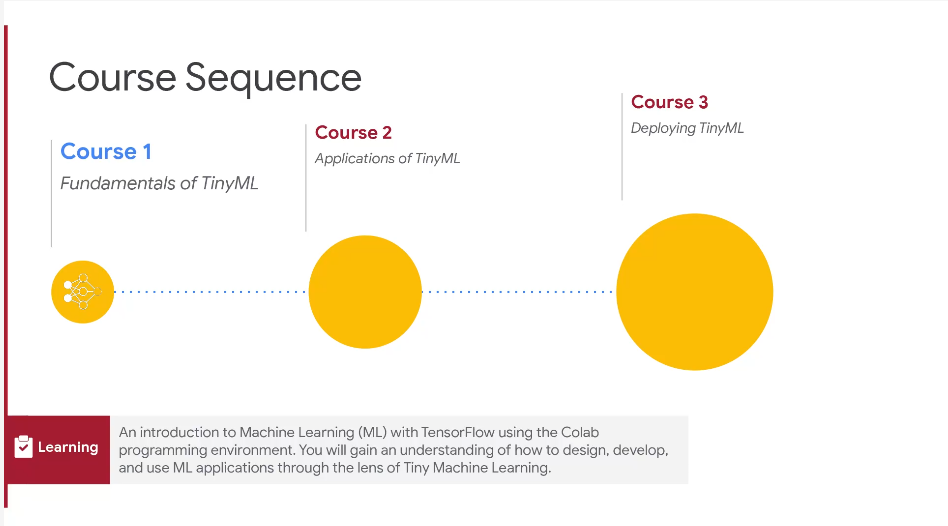 Course Sequence
Course 1
Fundamentals of TinyML
Course 2
Applications of TinyML
Course 3
Deploying TinyML
Learning
An introduction to Machine Learning (ML) with TensorFlow using the Colab
programming environment. You will gain an understanding of how to design, develop,
and use ML applications through the lens of Tiny Machine Learning.